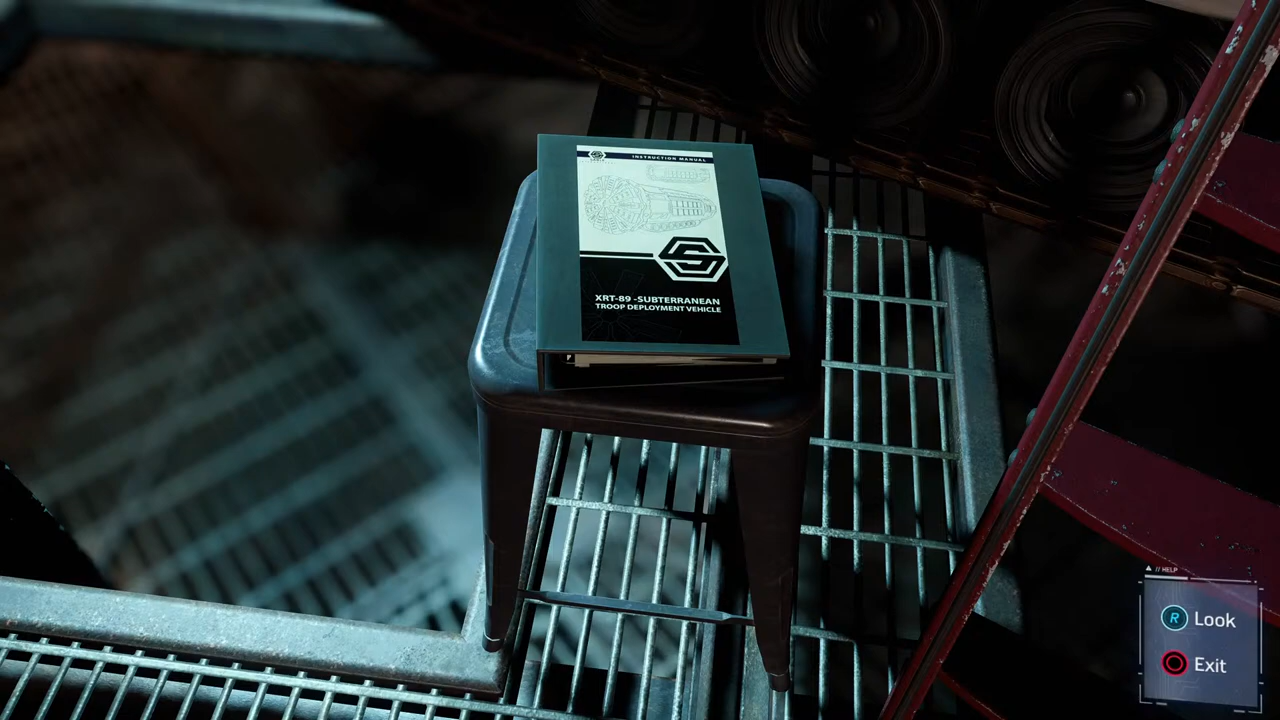 INSTRUCTION MANUAL
XRT-89 -SUBTERRANEAN
TROOP DEPLOYMENT VEHICLE
// HELP
R Look
Exit